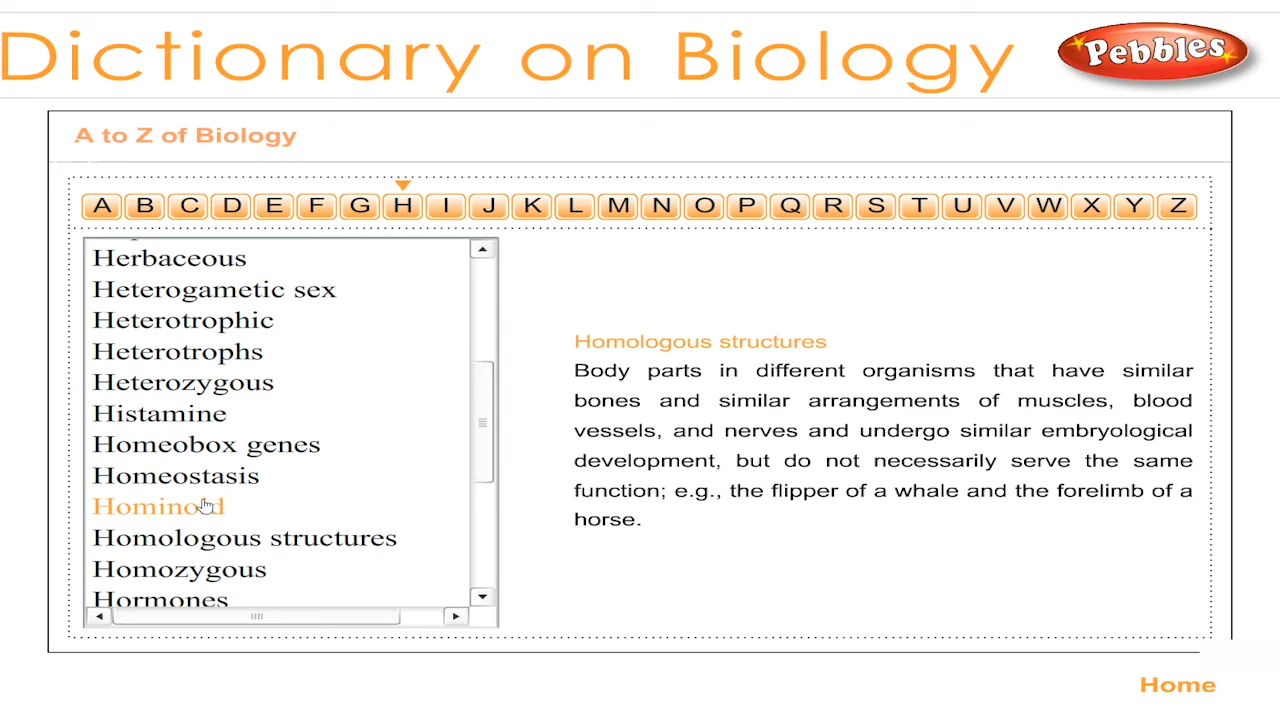 Dictionary on Biology
Pebbles
A to Z of Biology
A B C D E F G H I J K L M N O P Q R S T U V W X Y Z
Herbaceous
Heterogametic sex
Heterotrophic
Heterotrophs
Heterozygous
Histamine
Homeobox genes
Homeostasis
Hominoid
Homologous structures
Homozygous
Hormones
Homologous structures
Body parts in different organisms that have similar
bones and similar arrangements of muscles, blood
vessels, and nerves and undergo similar embryological
development, but do not necessarily serve the same
function; e.g., the flipper of a whale and the forelimb of a
horse.
Home